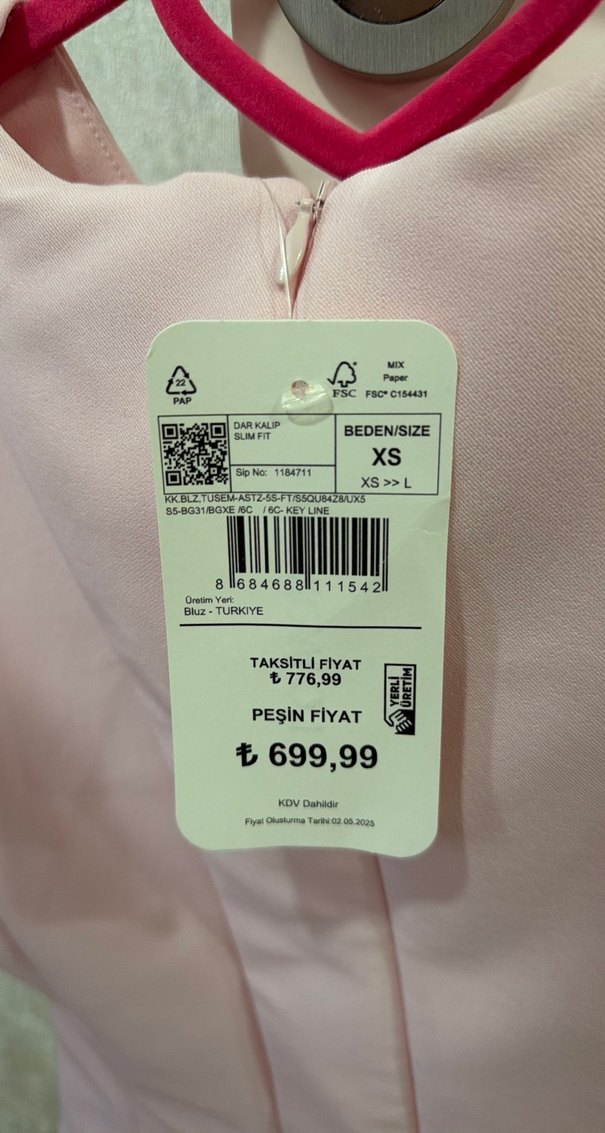 22
PAP
FSC
MIX
Paper
FSC® C154431
DAR KALIP
SLIM FIT
Sip No: 1184711
BEDEN/SIZE
XS
XS >> L
KK.BLZ,TUSEM-ASTZ-5S-FT/S5QU84Z8/UX5
S5-BG31/BGXE /6C / 6C- KEY LINE
8 684688 111542
Üretim Yeri:
Bluz - TURKIYE
TAKSİTLİ FİYAT
₺ 776,99
YERLİ
ÜRETİM
PEŞİN FİYAT
₺ 699,99
KDV Dahildir
Fiyat Olusturma Tarihi:02.05.2025